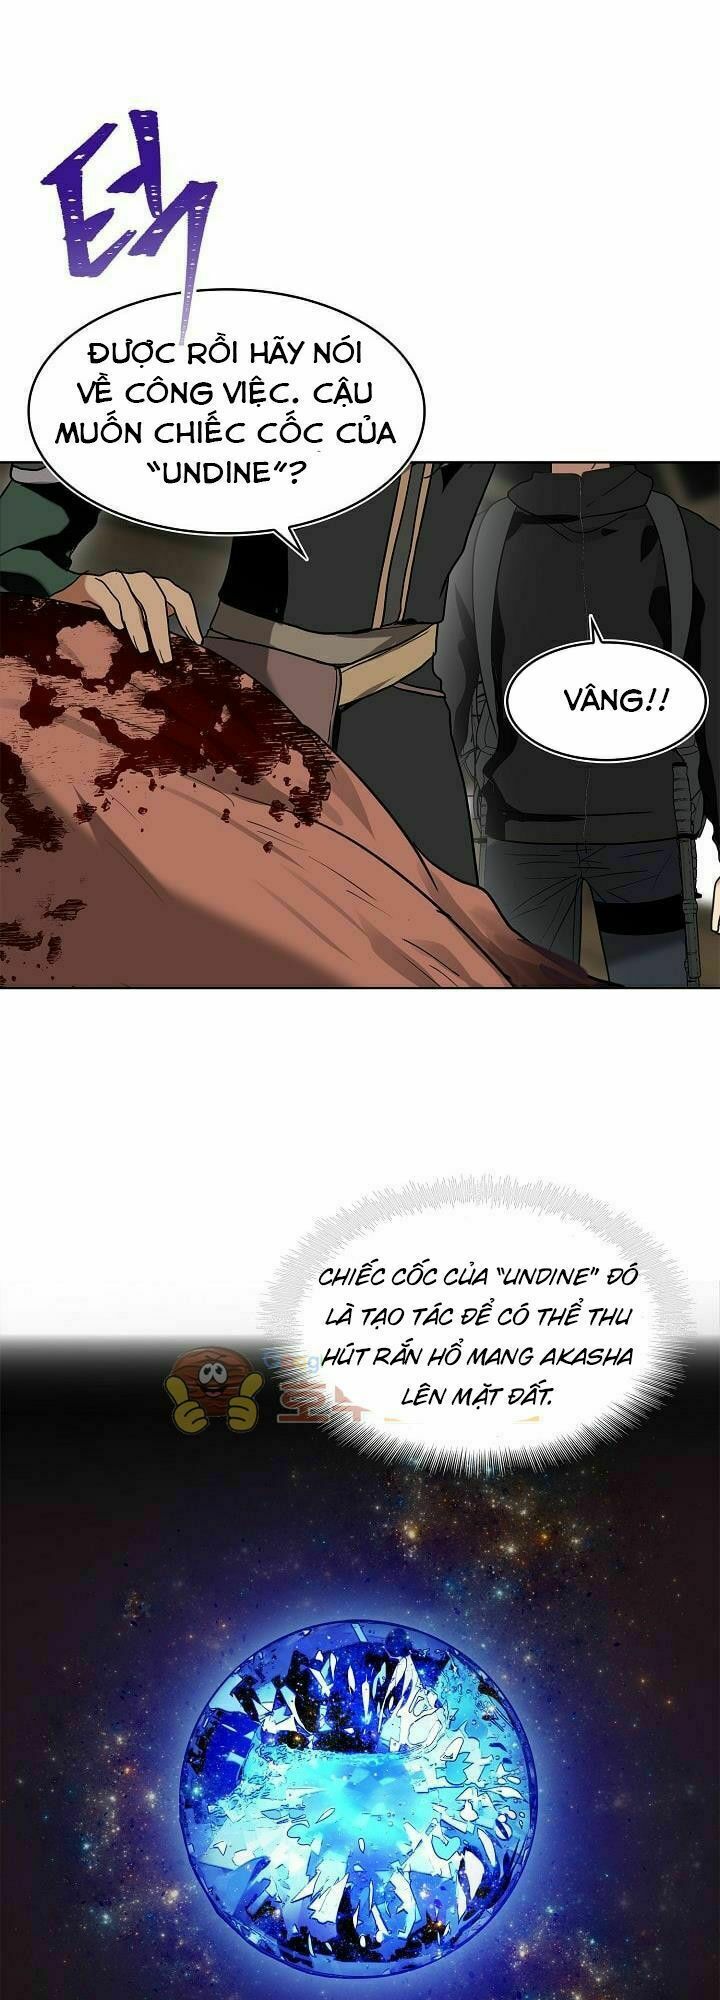 턱
ĐƯỢC RỒI HÃY NÓI
VỀ CÔNG VIỆC. CẬU
MUỐN CHIẾC CỐC CỦA
"UNDINE"?
VÂNG!!
CHIẾC CỐC CỦA "UNDINE" ĐÓ
LÀ TẠO TÁC ĐỂ CÓ THỂ THU
HÚT RẮN HỔ MANG AKASHA
LÊN MẶT ĐẤT.